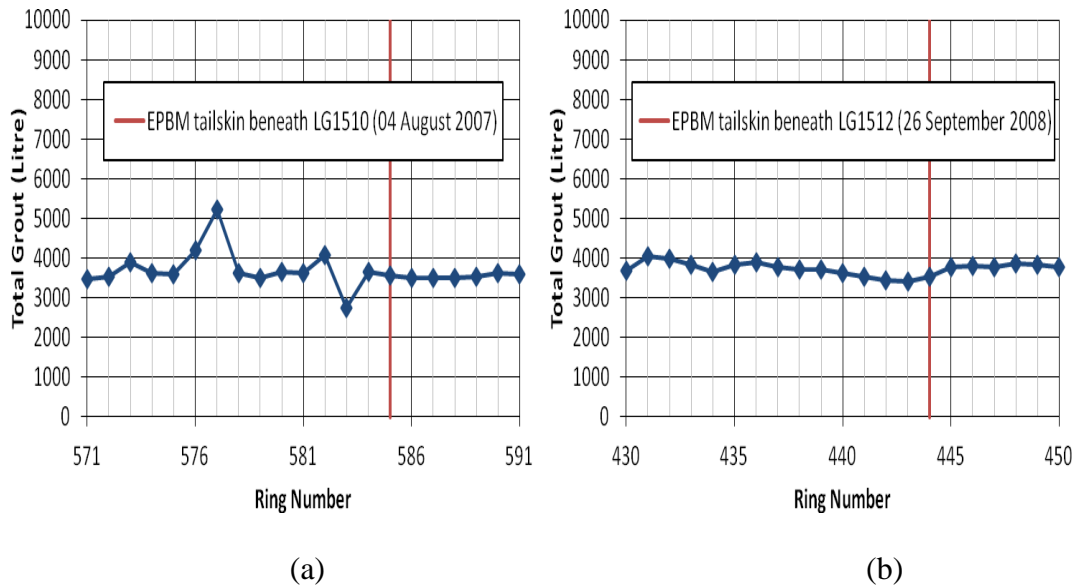 10000
9000
8000
7000
6000
5000
4000
3000
2000
1000
0
Total Grout (Litre)
EPBM tailskin beneath LG1510 (04 August 2007)
571 576 581 586 591
Ring Number
(a)
10000
9000
8000
7000
6000
5000
4000
3000
2000
1000
0
Total Grout (Litre)
EPBM tailskin beneath LG1512 (26 September 2008)
430 435 440 445 450
Ring Number
(b)